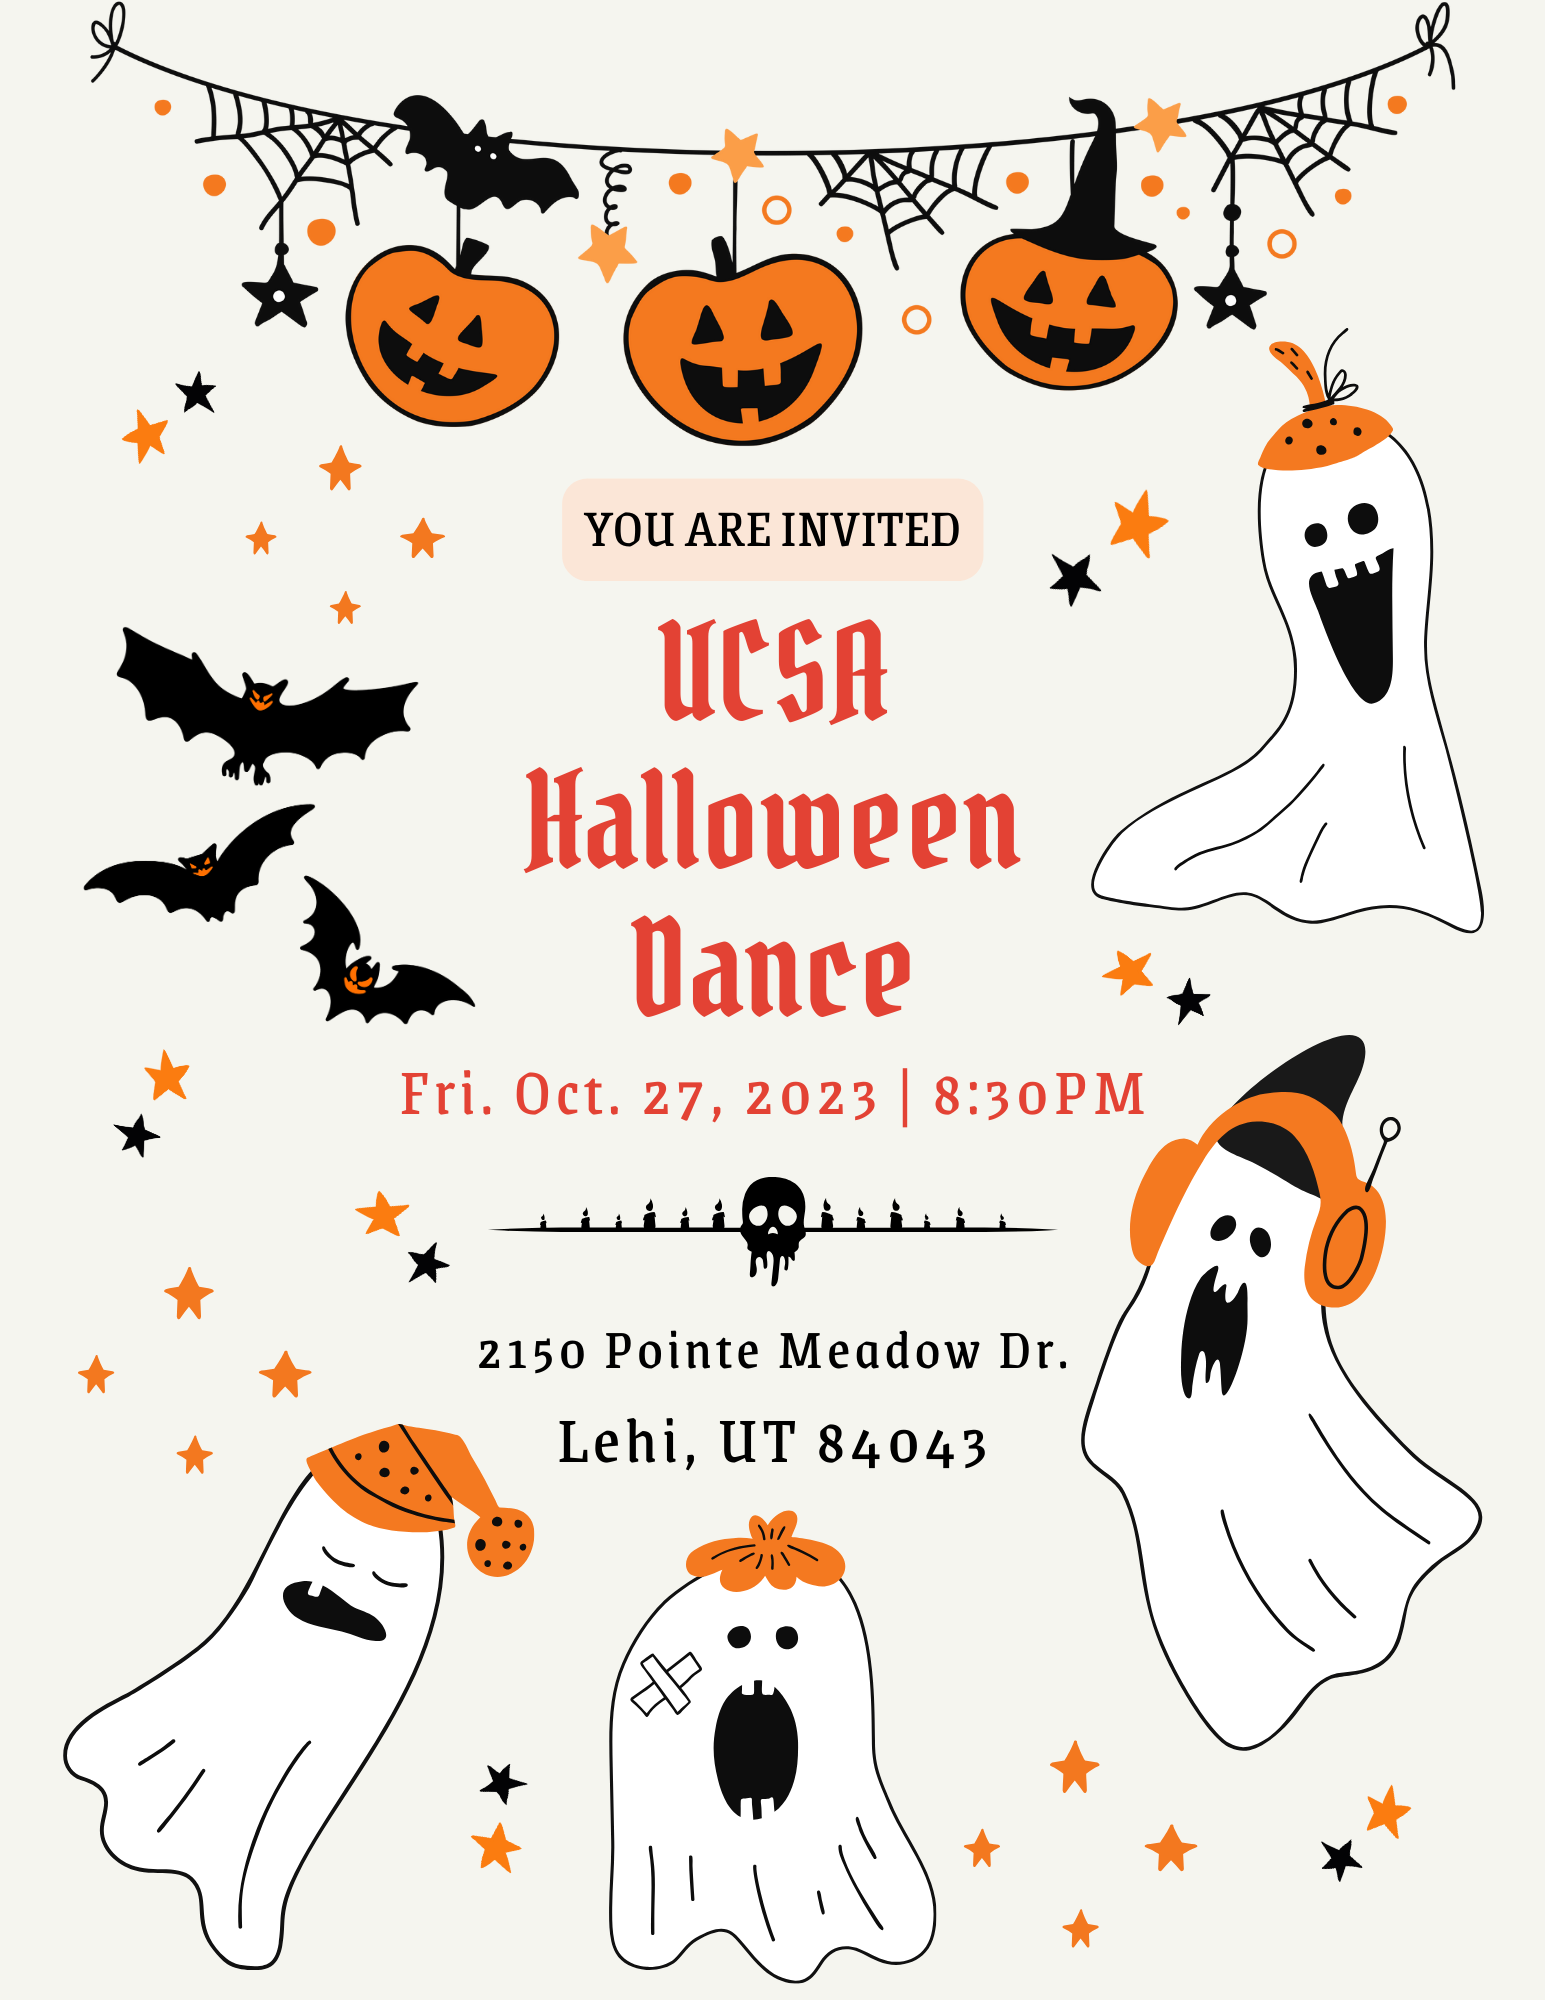 YOU ARE INVITED
UCSA
Halloween
Dance
Fri. Oct. 27, 2023 | 8:30PM
2150 Pointe Meadow Dr.
Lehi, UT 84043